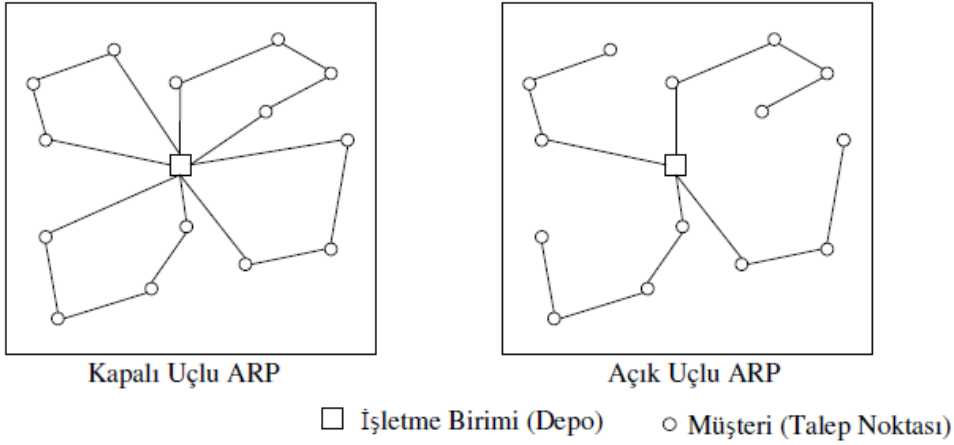 Kapalı Uçlu ARP
Açık Uçlu ARP
İşletme Birimi (Depo)
Müşteri (Talep Noktası)